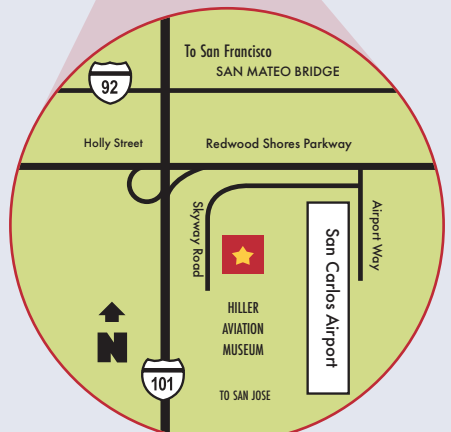 To San Francisco
SAN MATEO BRIDGE
92
Holly Street
Redwood Shores Parkway
Skyway Road
Airport Way
San Carlos Airport
HILLER
AVIATION
MUSEUM
N
101
TO SAN JOSE